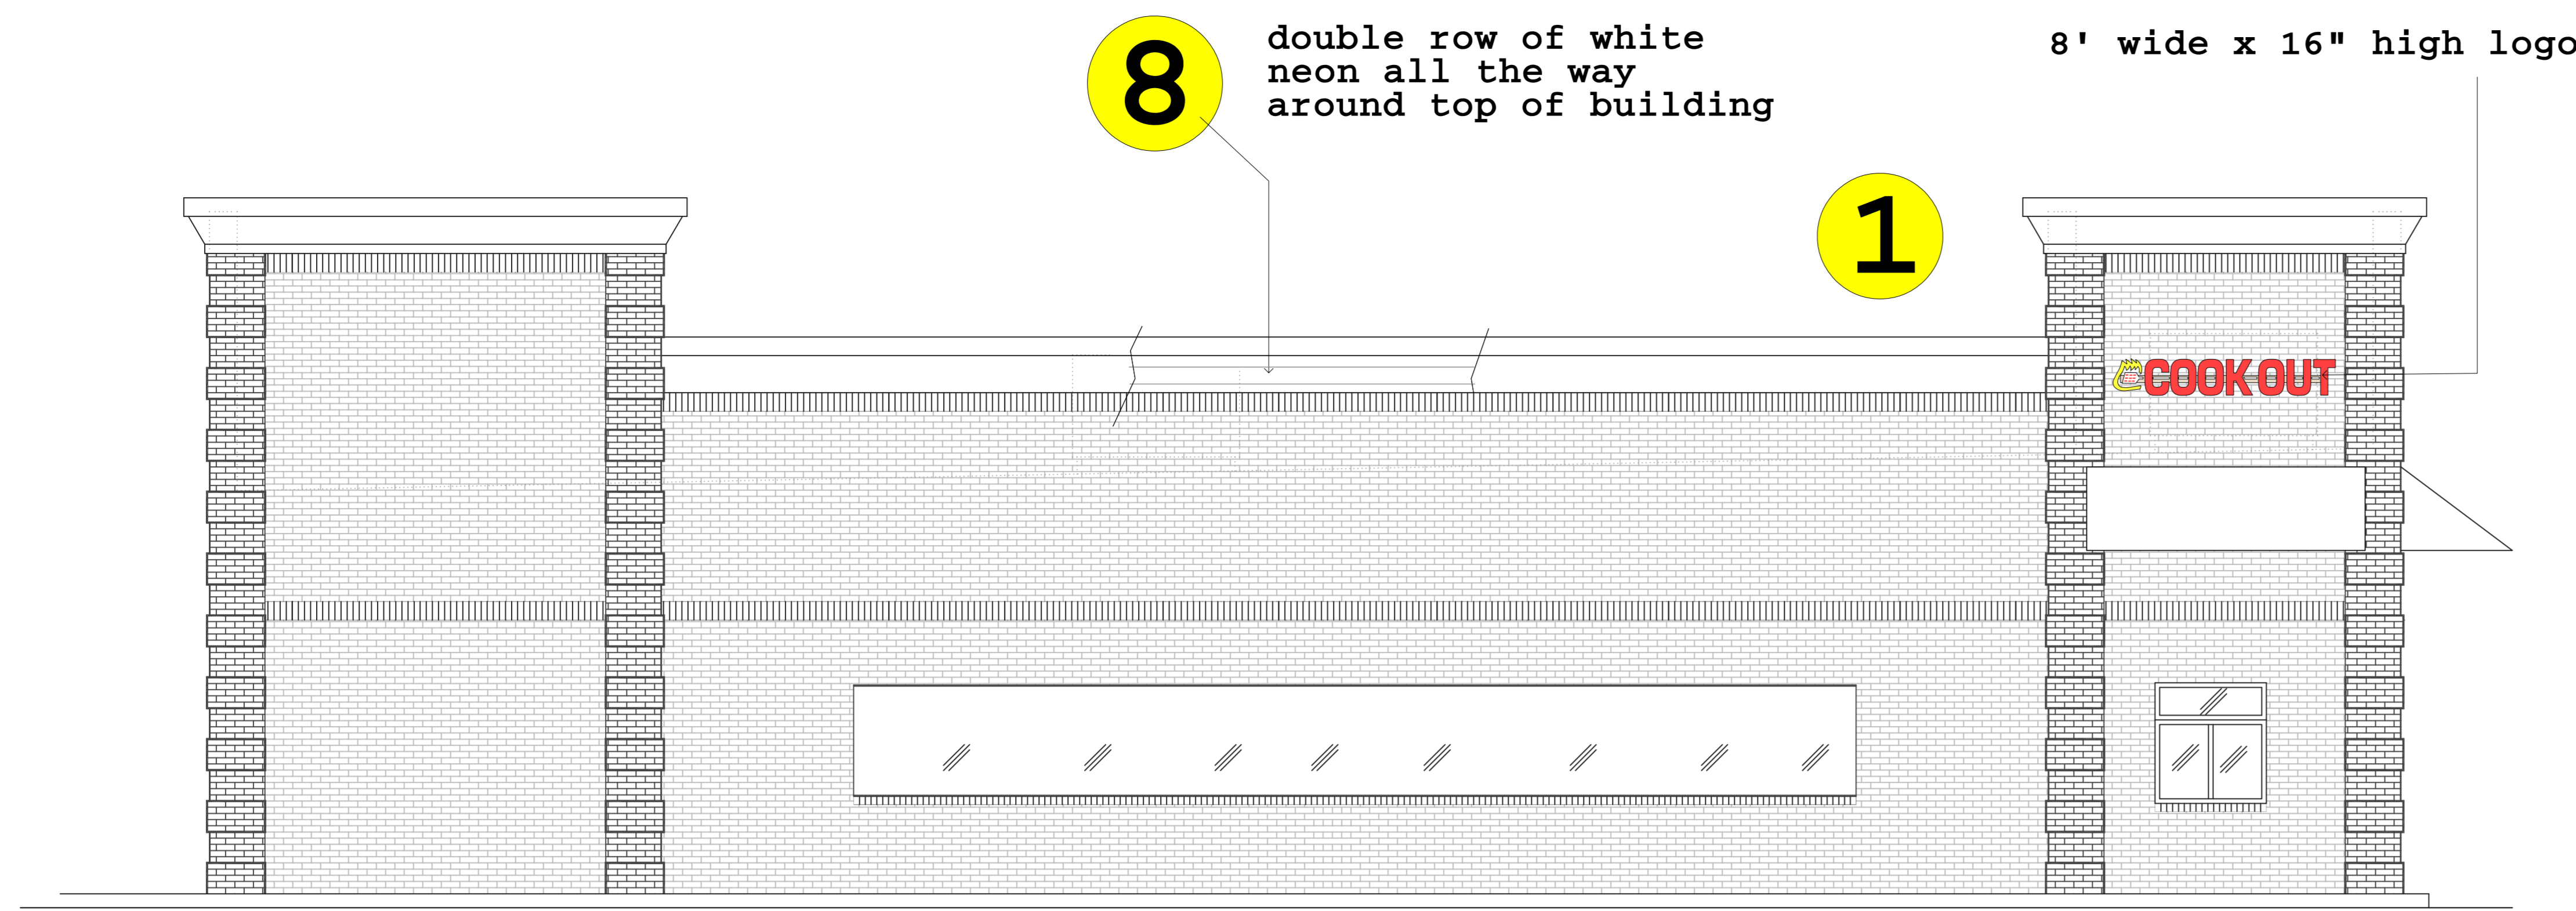 8
double row of white
neon all the way
around top of building
8' wide x 16" high logo
1
COOK OUT